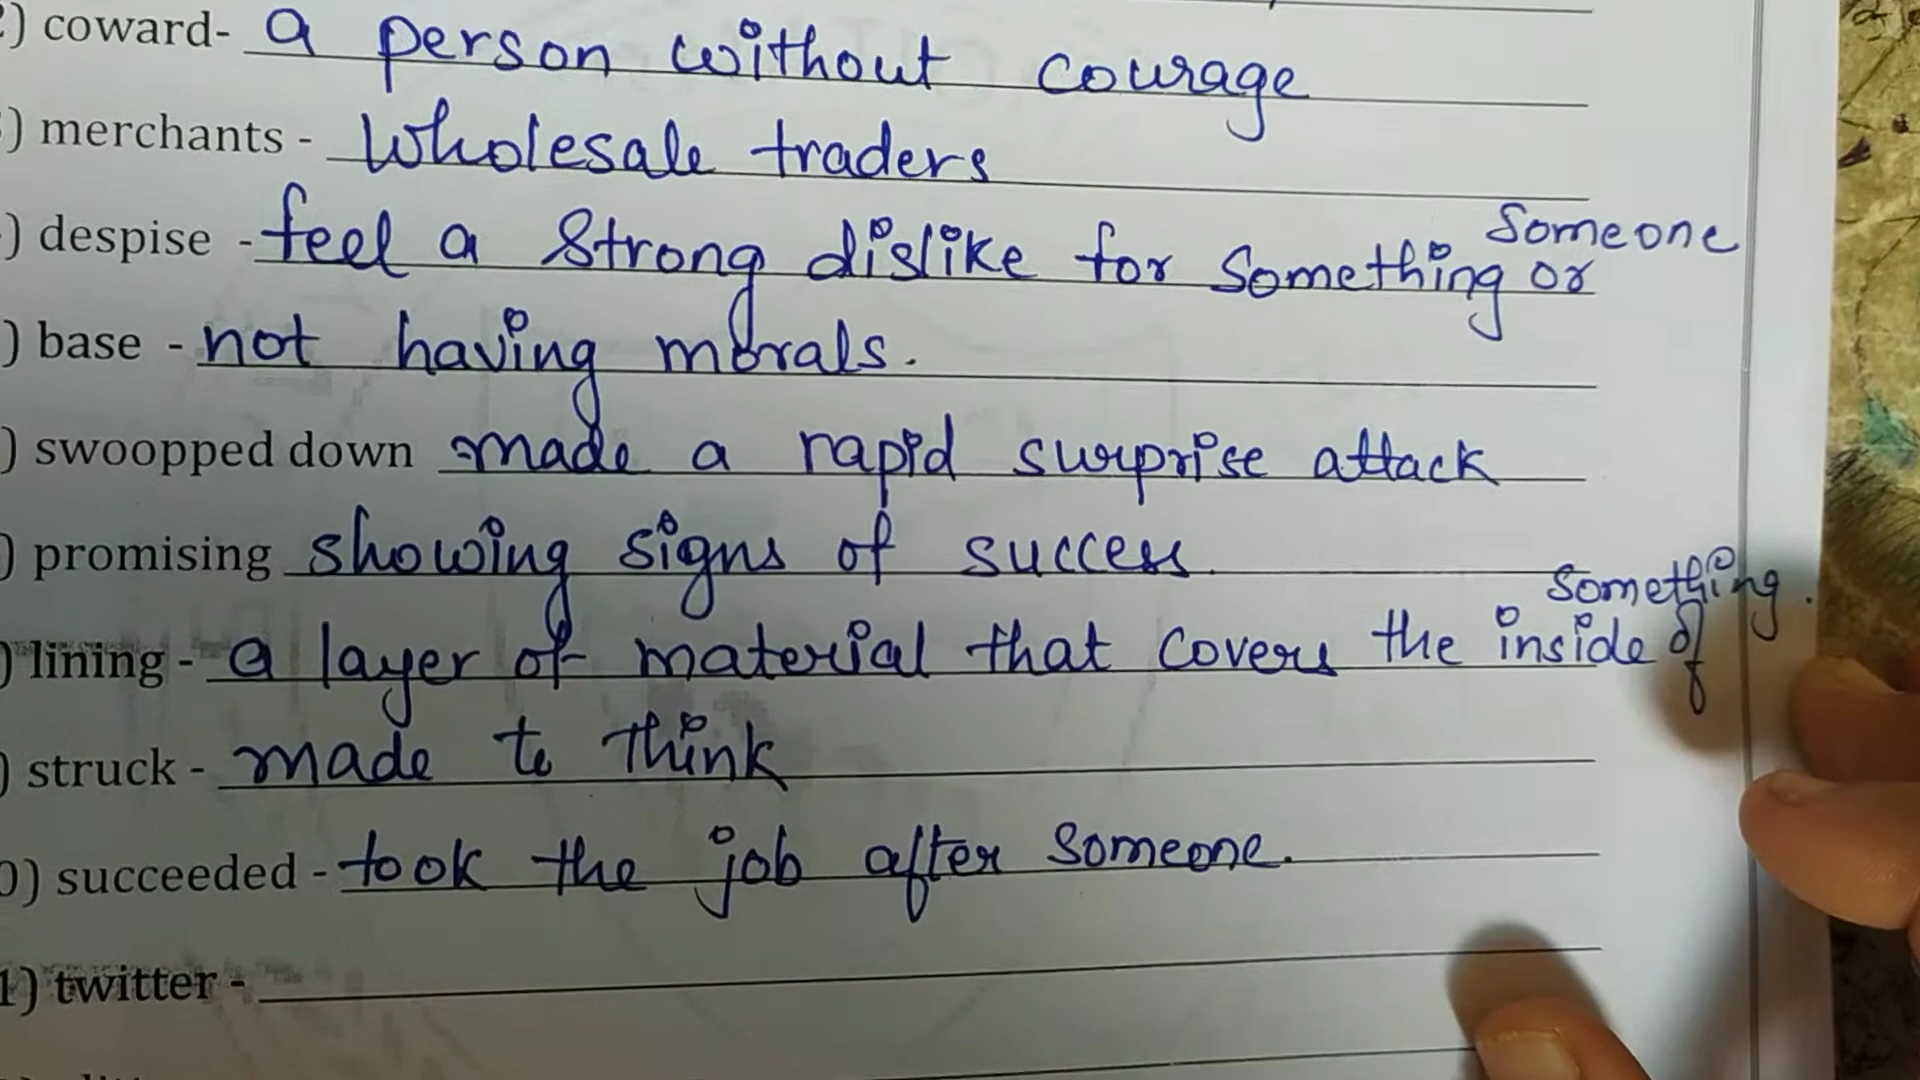 ) coward- a person without courage
) merchants - Wholesale traders
) despise - feel a strong dislike for something or someone
) base - not having morals.
) swoopped down made a rapid surprise attack
) promising showing signs of success.
) lining - a layer of material that covers the inside of something.
) struck - made to think
0) succeeded - took the job after someone.
1) twitter -